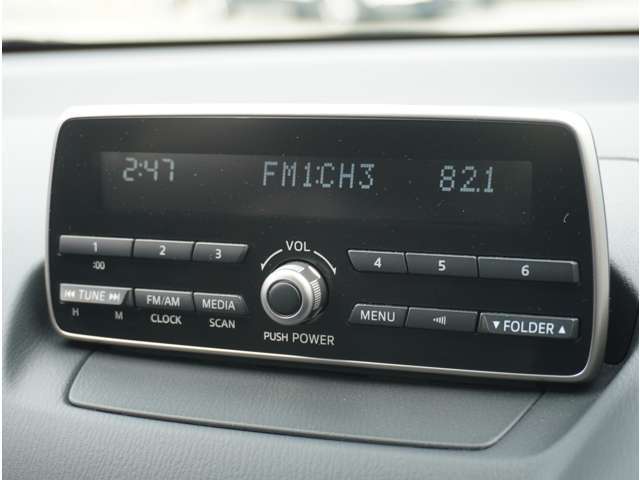 2:47 FM1:CH3 82.1
1 2 3 VOL 4 5 6
:00
TUNE FM/AM MEDIA MENU FOLDER
H M CLOCK SCAN PUSH POWER